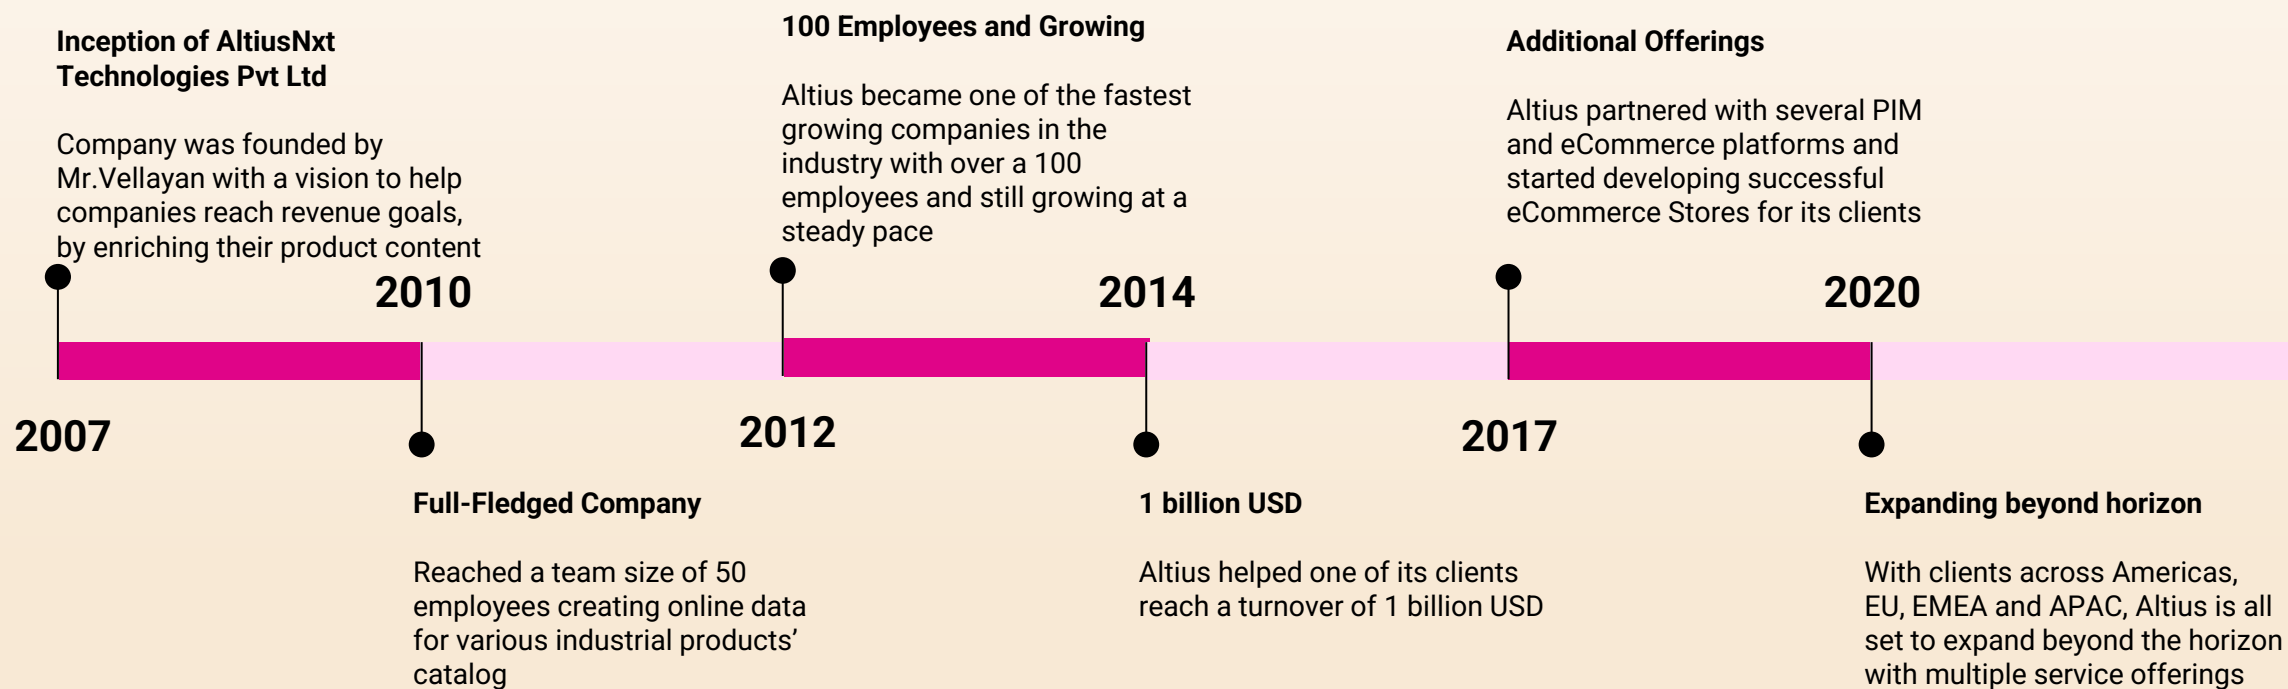 Inception of AltiusNxt
Technologies Pvt Ltd
Company was founded by
Mr.Vellayan with a vision to help
companies reach revenue goals,
by enriching their product content
2007
2010
Full-Fledged Company
Reached a team size of 50
employees creating online data
for various industrial products’
catalog
100 Employees and Growing
Altius became one of the fastest
growing companies in the
industry with over a 100
employees and still growing at a
steady pace
2012
2014
1 billion USD
Altius helped one of its clients
reach a turnover of 1 billion USD
Additional Offerings
Altius partnered with several PIM
and eCommerce platforms and
started developing successful
eCommerce Stores for its clients
2017
2020
Expanding beyond horizon
With clients across Americas,
EU, EMEA and APAC, Altius is all
set to expand beyond the horizon
with multiple service offerings